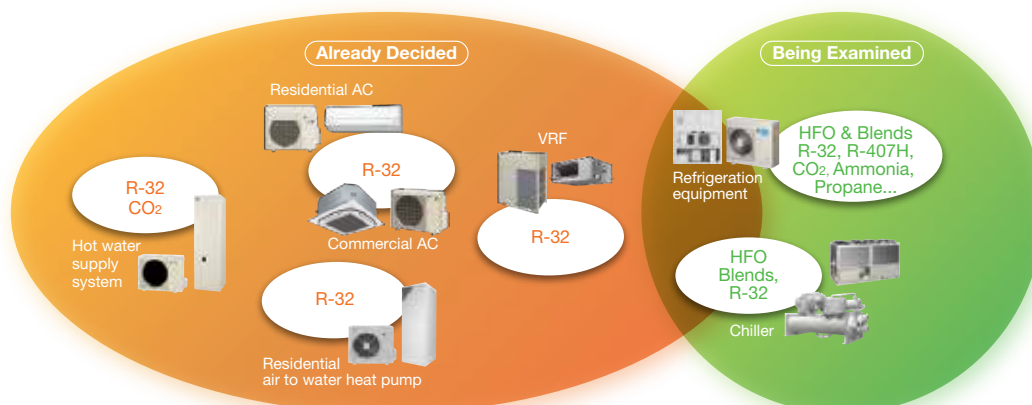 Already Decided
Being Examined
Residential AC
R-32
Commercial AC
VRF
R-32
R-32
CO2
Hot water
supply
system
R-32
Residential
air to water heat pump
Refrigeration
equipment
HFO & Blends
R-32, R-407H,
CO2, Ammonia,
Propane...
HFO
Blends,
R-32
Chiller